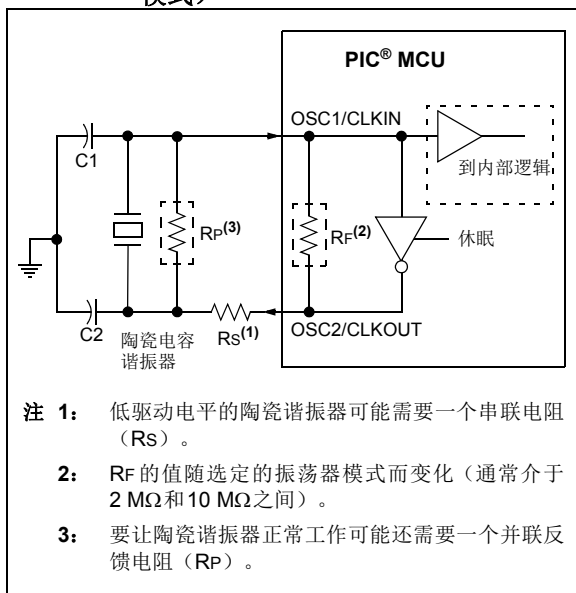 模式）
PIC® MCU
OSC1/CLKIN
C1
到内部逻辑
RP(3)
RF(2)
休眠
C2
陶瓷电容
谐振器
RS(1)
OSC2/CLKOUT
注 1： 低驱动电平的陶瓷谐振器可能需要一个串联电阻
（RS）。
2： RF 的值随选定的振荡器模式而变化（通常介于
2 MΩ和10 MΩ之间）。
3： 要让陶瓷谐振器正常工作可能还需要一个并联反
馈电阻（RP）。